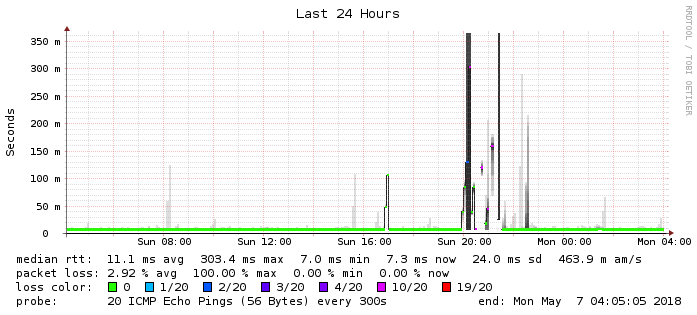 Last 24 Hours
RRDTOOL / TOBI OETIKER
Seconds
350 m
300 m
250 m
200 m
150 m
100 m
50 m
0
Sun 08:00 Sun 12:00 Sun 16:00 Sun 20:00 Mon 00:00 Mon 04:00
median rtt: 11.1 ms avg 303.4 ms max 7.0 ms min 7.3 ms now 24.0 ms sd 463.9 m am/s
packet loss: 2.92 % avg 100.00 % max 0.00 % min 0.00 % now
loss color: 0 1/20 2/20 3/20 4/20 10/20 19/20
probe: 20 ICMP Echo Pings (56 Bytes) every 300s end: Mon May 7 04:05:05 2018